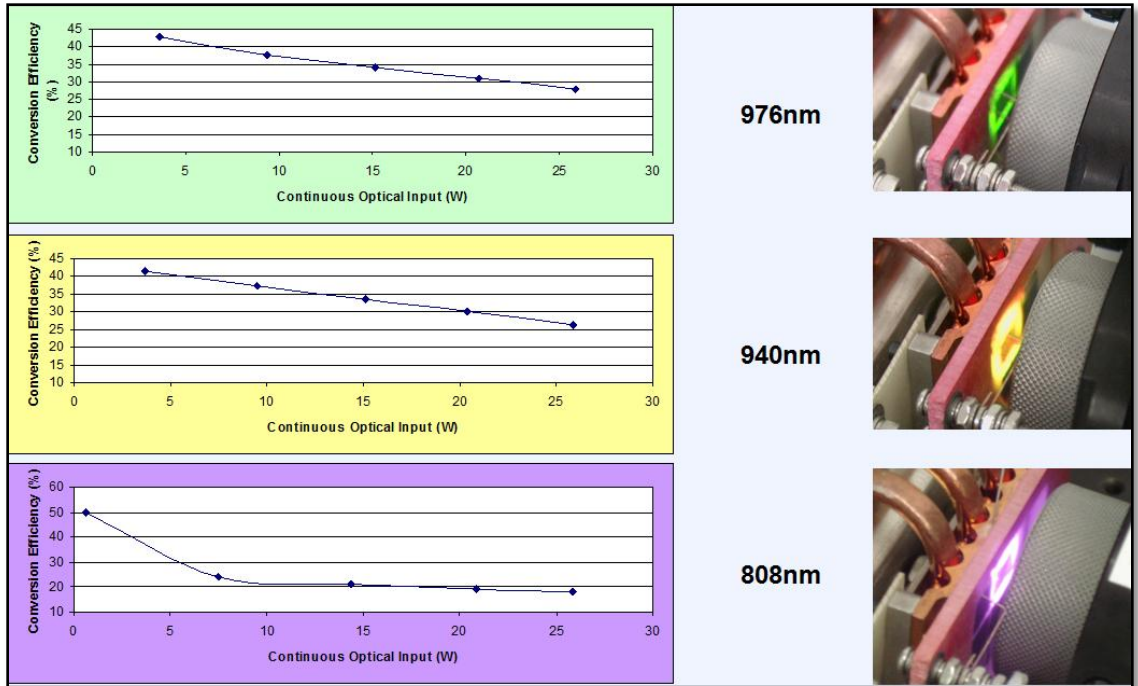 Conversion Efficiency
(%)
45
40
35
30
25
20
15
10
0 5 10 15 20 25 30
Continuous Optical Input (W)
976nm
Conversion Efficiency (%)
45
40
35
30
25
20
15
10
0 5 10 15 20 25 30
Continuous Optical Input (W)
940nm
Conversion Efficiency (%)
60
50
40
30
20
10
0 5 10 15 20 25 30
Continuous Optical Input (W)
808nm